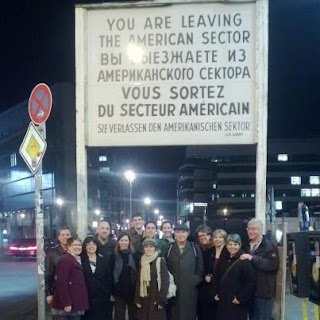 YOU ARE LEAVING
THE AMERICAN SECTOR
ВЫ ВЫЕЗЖАЕТЕ ИЗ
АМЕРИКАНСКОГО СЕКТОРА
VOUS SORTEZ
DU SECTEUR AMÉRICAIN
SIE VERLASSEN DEN AMERIKANISCHEN SEKTOR